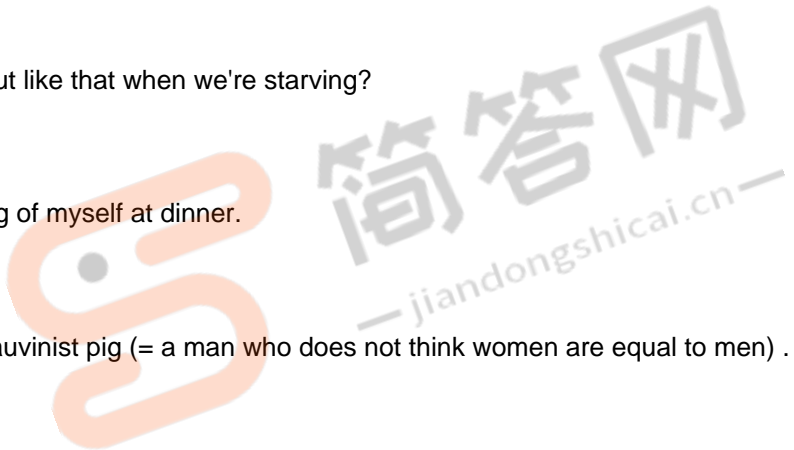 ut like that when we're starving?
简答网
jiandongshicai.cn
g of myself at dinner.
auvinist pig (= a man who does not think women are equal to men) .